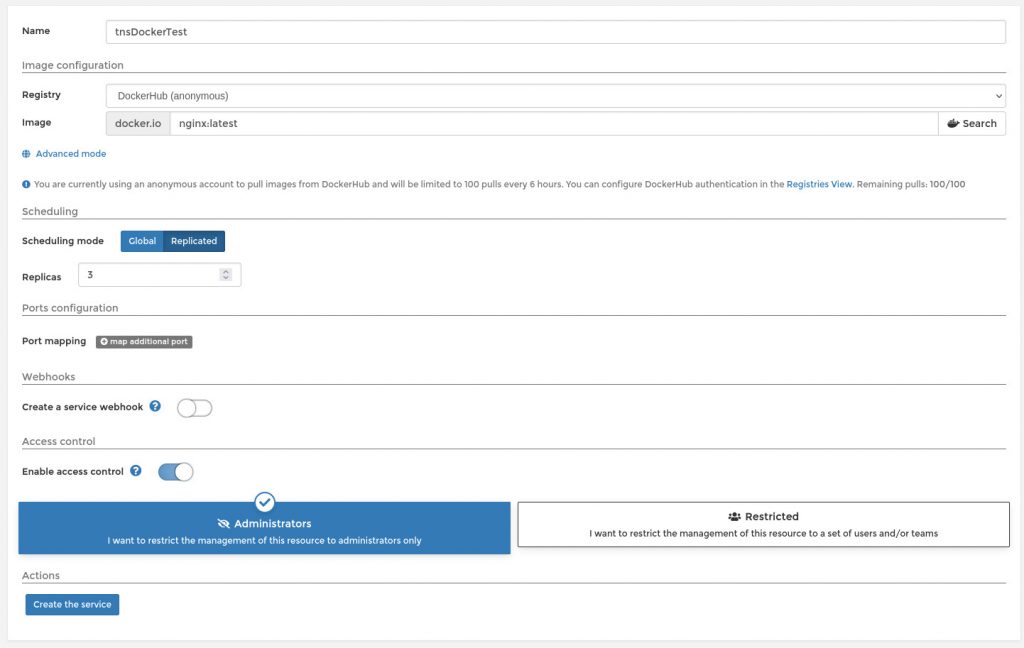 Name
tnsDockerTest
Image configuration
Registry
DockerHub (anonymous)
Image
docker.io
nginx:latest
Search
Advanced mode
You are currently using an anonymous account to pull images from DockerHub and will be limited to 100 pulls every 6 hours. You can configure DockerHub authentication in the Registries View. Remaining pulls: 100/100
Scheduling
Scheduling mode
Global
Replicated
Replicas
3
Ports configuration
Port mapping
map additional port
Webhooks
Create a service webhook
Access control
Enable access control
Administrators
I want to restrict the management of this resource to administrators only
Restricted
I want to restrict the management of this resource to a set of users and/or teams
Actions
Create the service